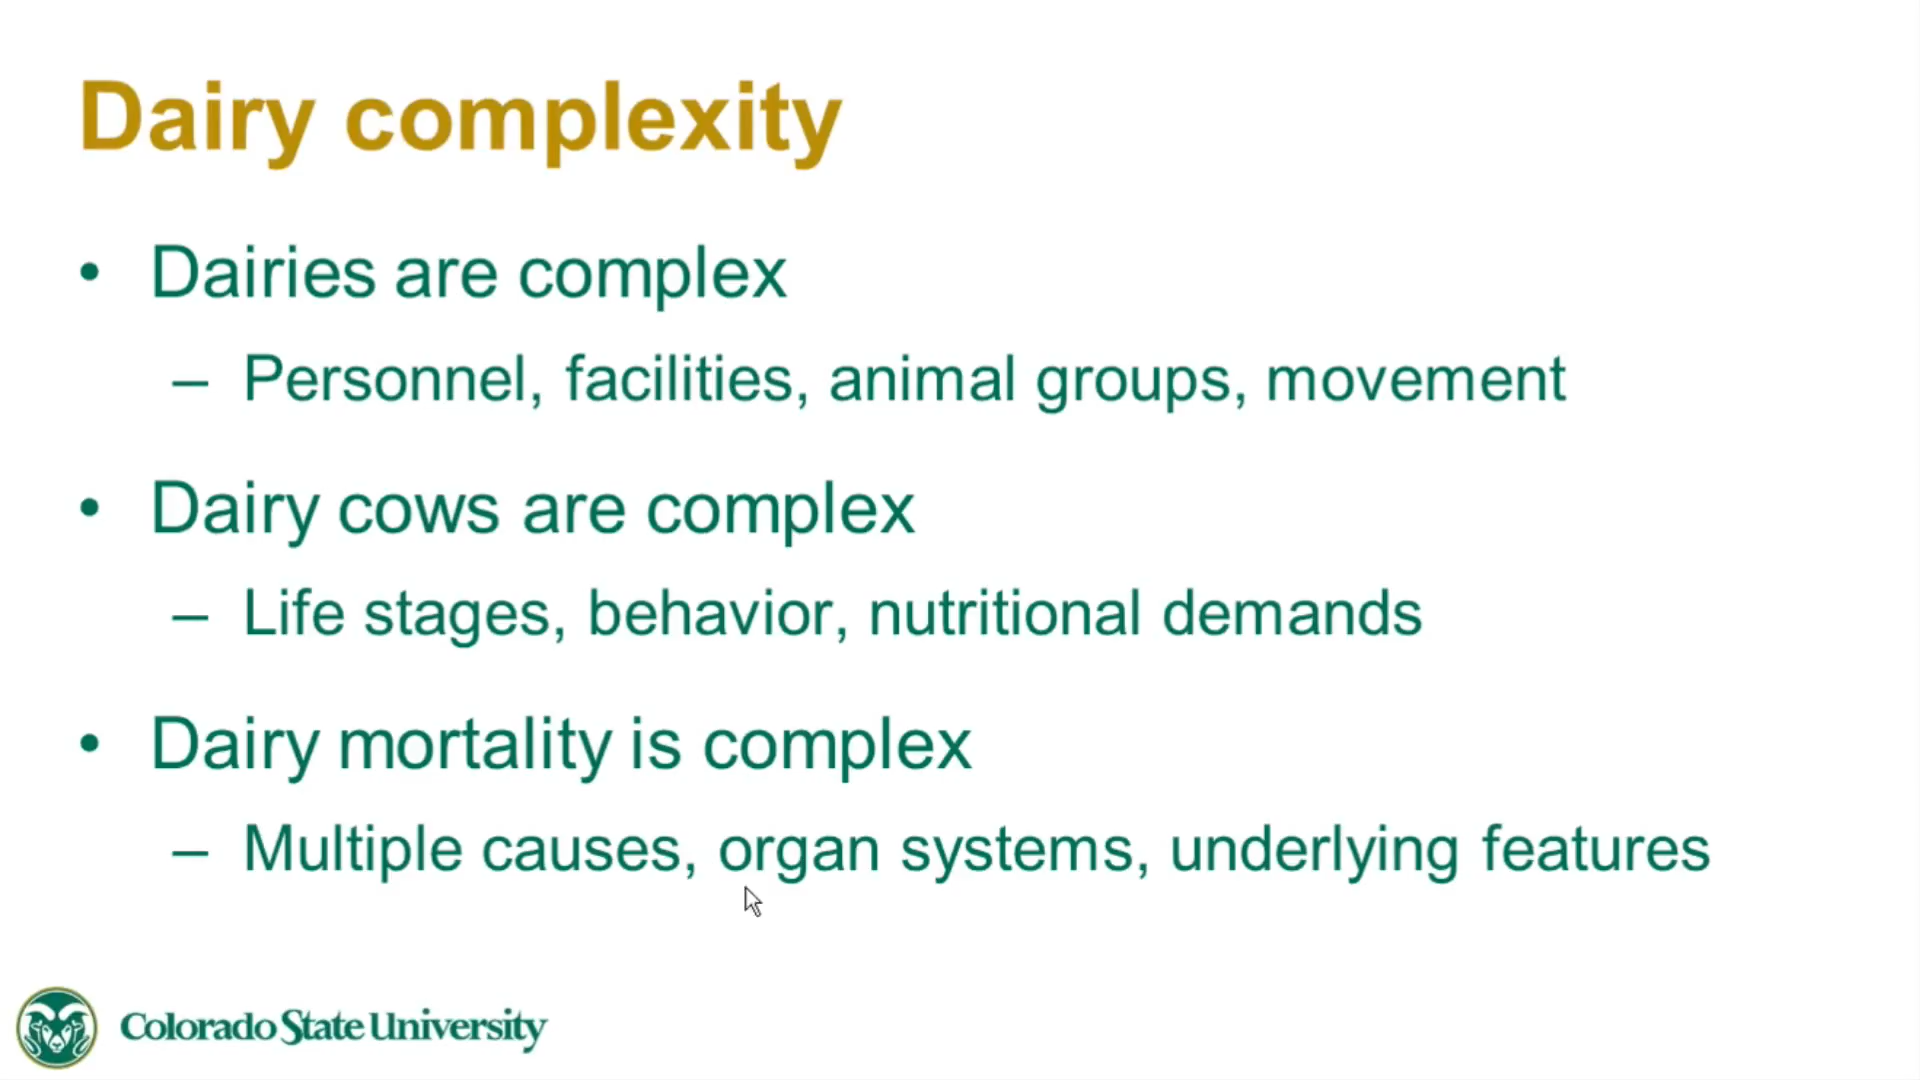 Dairy complexity
• Dairies are complex
– Personnel, facilities, animal groups, movement
• Dairy cows are complex
– Life stages, behavior, nutritional demands
• Dairy mortality is complex
– Multiple causes, organ systems, underlying features
Colorado State University